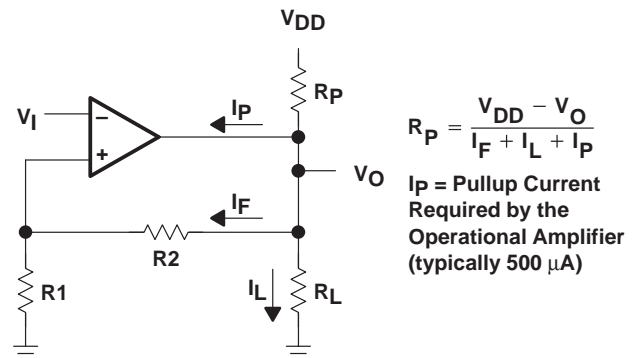 VDD
VI
−
+
IP
RP
VO
IF
R2
R1
IL
RL
RP = VDD − VO / IF + IL + IP
IP = Pullup Current
Required by the
Operational Amplifier
(typically 500 μA)